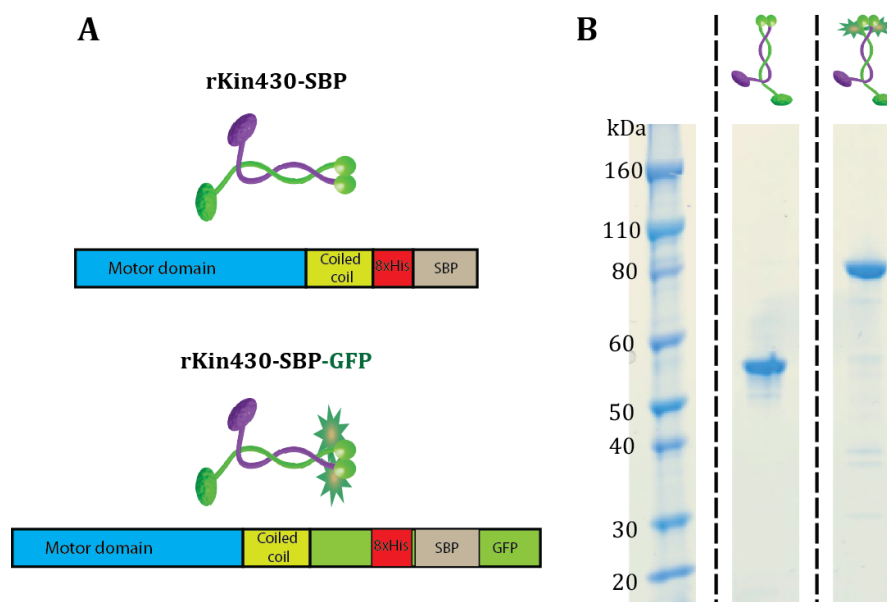 A
rKin430-SBP
Motor domain
Coiled
coil
8xHis
SBP
rKin430-SBP-GFP
Motor domain
Coiled
coil
8xHis
SBP
GFP
B
kDa
160
110
80
60
50
40
30
20